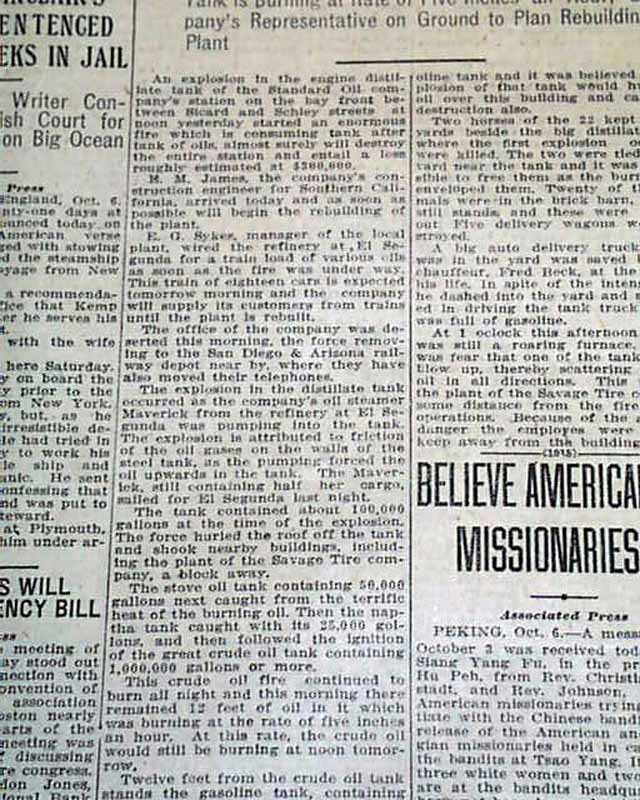 ENTENCED
EKS IN JAIL
Writer Con-
ish Court for
on Big Ocean
Press
England, Oct. 6.
nty-one days at
ounced today on
American verse
ged with stowing
ed the steamship
oyage from New
a recommenda-
fice that Kemp
er he serves his
t.
with the wife
here Saturday.
y on board the
y prior to the
om New York.
y, but, as the
irresistible de-
le had tried in
y to work his
le ship and
anic. He sent
onfessing that
nd was put to
teward.
at Plymouth,
him under ar-
S WILL
ENCY BILL
ess
meeting of
ay stood out
nection with
onvention of
association
oston nearly
arts of the
meeting was
discussing
re congress.
lon Jones,
tional Bank
Tank is Burning at Rate of Five Inches an Hour; Com-
pany's Representative on Ground to Plan Rebuilding
Plant
An explosion in the engine distil-
late tank of the Standard Oil com-
pany's station on the bay front be-
tween Sicard and Schley streets at
noon yesterday started an enormous
fire which is consuming tank after
tank of oils, almost surely will destroy
the entire station and entail a loss
roughly estimated at $300,000.
H. M. James, the company's con-
struction engineer for Southern Cali-
fornia, arrived today and as soon as
possible will begin the rebuilding of
the plant.
E. G. Sykes, manager of the local
plant, wired the refinery at El Se-
gunda for a train load of various oils
as soon as the fire was under way.
This train of eighteen cars is expected
tomorrow morning and the company
will supply its customers from trains
until the plant is rebuilt.
The office of the company was de-
serted this morning, the force remov-
ing to the San Diego & Arizona rail-
way depot near by, where they have
also moved their telephones.
The explosion in the distillate tank
occurred as the company's oil steamer
Maverick from the refinery at El Se-
gunda was pumping into the tank.
The explosion is attributed to friction
of the oil gases on the walls of the
steel tank, as the pumping forced the
oil upwards in the tank. The Maver-
ick, still containing half her cargo,
sailed for El Segunda last night.
The tank contained about 100,000
gallons at the time of the explosion.
The force hurled the roof off the tank
and shook nearby buildings, includ-
ing the plant of the Savage Tire com-
pany, a block away.
The stove oil tank containing 50,000
gallons next caught from the terrific
heat of the burning oil. Then the nap-
tha tank caught with its 25,000 gol-
lons, and then followed the ignition
of the great crude oil tank containing
1,000,000 gallons or more.
This crude oil fire continued to
burn all night and this morning there
remained 12 feet of oil in it which
was burning at the rate of five inches
an hour. At this rate, the crude oil
would still be burning at noon tomor-
row.
Twelve feet from the crude oil tank
stands the gasoline tank, containing
oline tank and it was believed
plosion of that tank would hu
oil over this building and ca
destruction also.
Two horses of the 22 kept
yards beside the big distillat
where the first explosion oc
were killed. The two were tied
yard near the tank and it was
sible to free them as the burn
enveloped them. Twenty of t
mals were in the brick barn,
still stands, and these were
out. Five delivery wagons w
stroyed.
A big auto delivery truck
was in the yard was saved b
chauffeur, Fred Beck, at the
his life. In spite of the intens
he dashed into the yard and s
ed in driving the tank truck
was full of gasoline.
At 1 oclock this afternoon
was still a roaring furnace.
was fear that one of the tank
blow up, thereby scattering
oil in all directions. This
the plant of the Savage Tire c
some distance from the fire
operations. Because of the a
danger the employes were
keep away from the building
(1915)
BELIEVE AMERICA
MISSIONARIES
Associated Press
PEKING, Oct. 6.—A mess
October 3 was received tod
Siang Yang Fu, in the pr
Hu Peh, from Rev. Christi
stadt, and Rev. Johnson,
American missionaries trying
tiate with the Chinese band
release of the American an
gian missionaries held in ca
the bandits at Tsao Yang. It
three white women and two
are at the bandits headqu